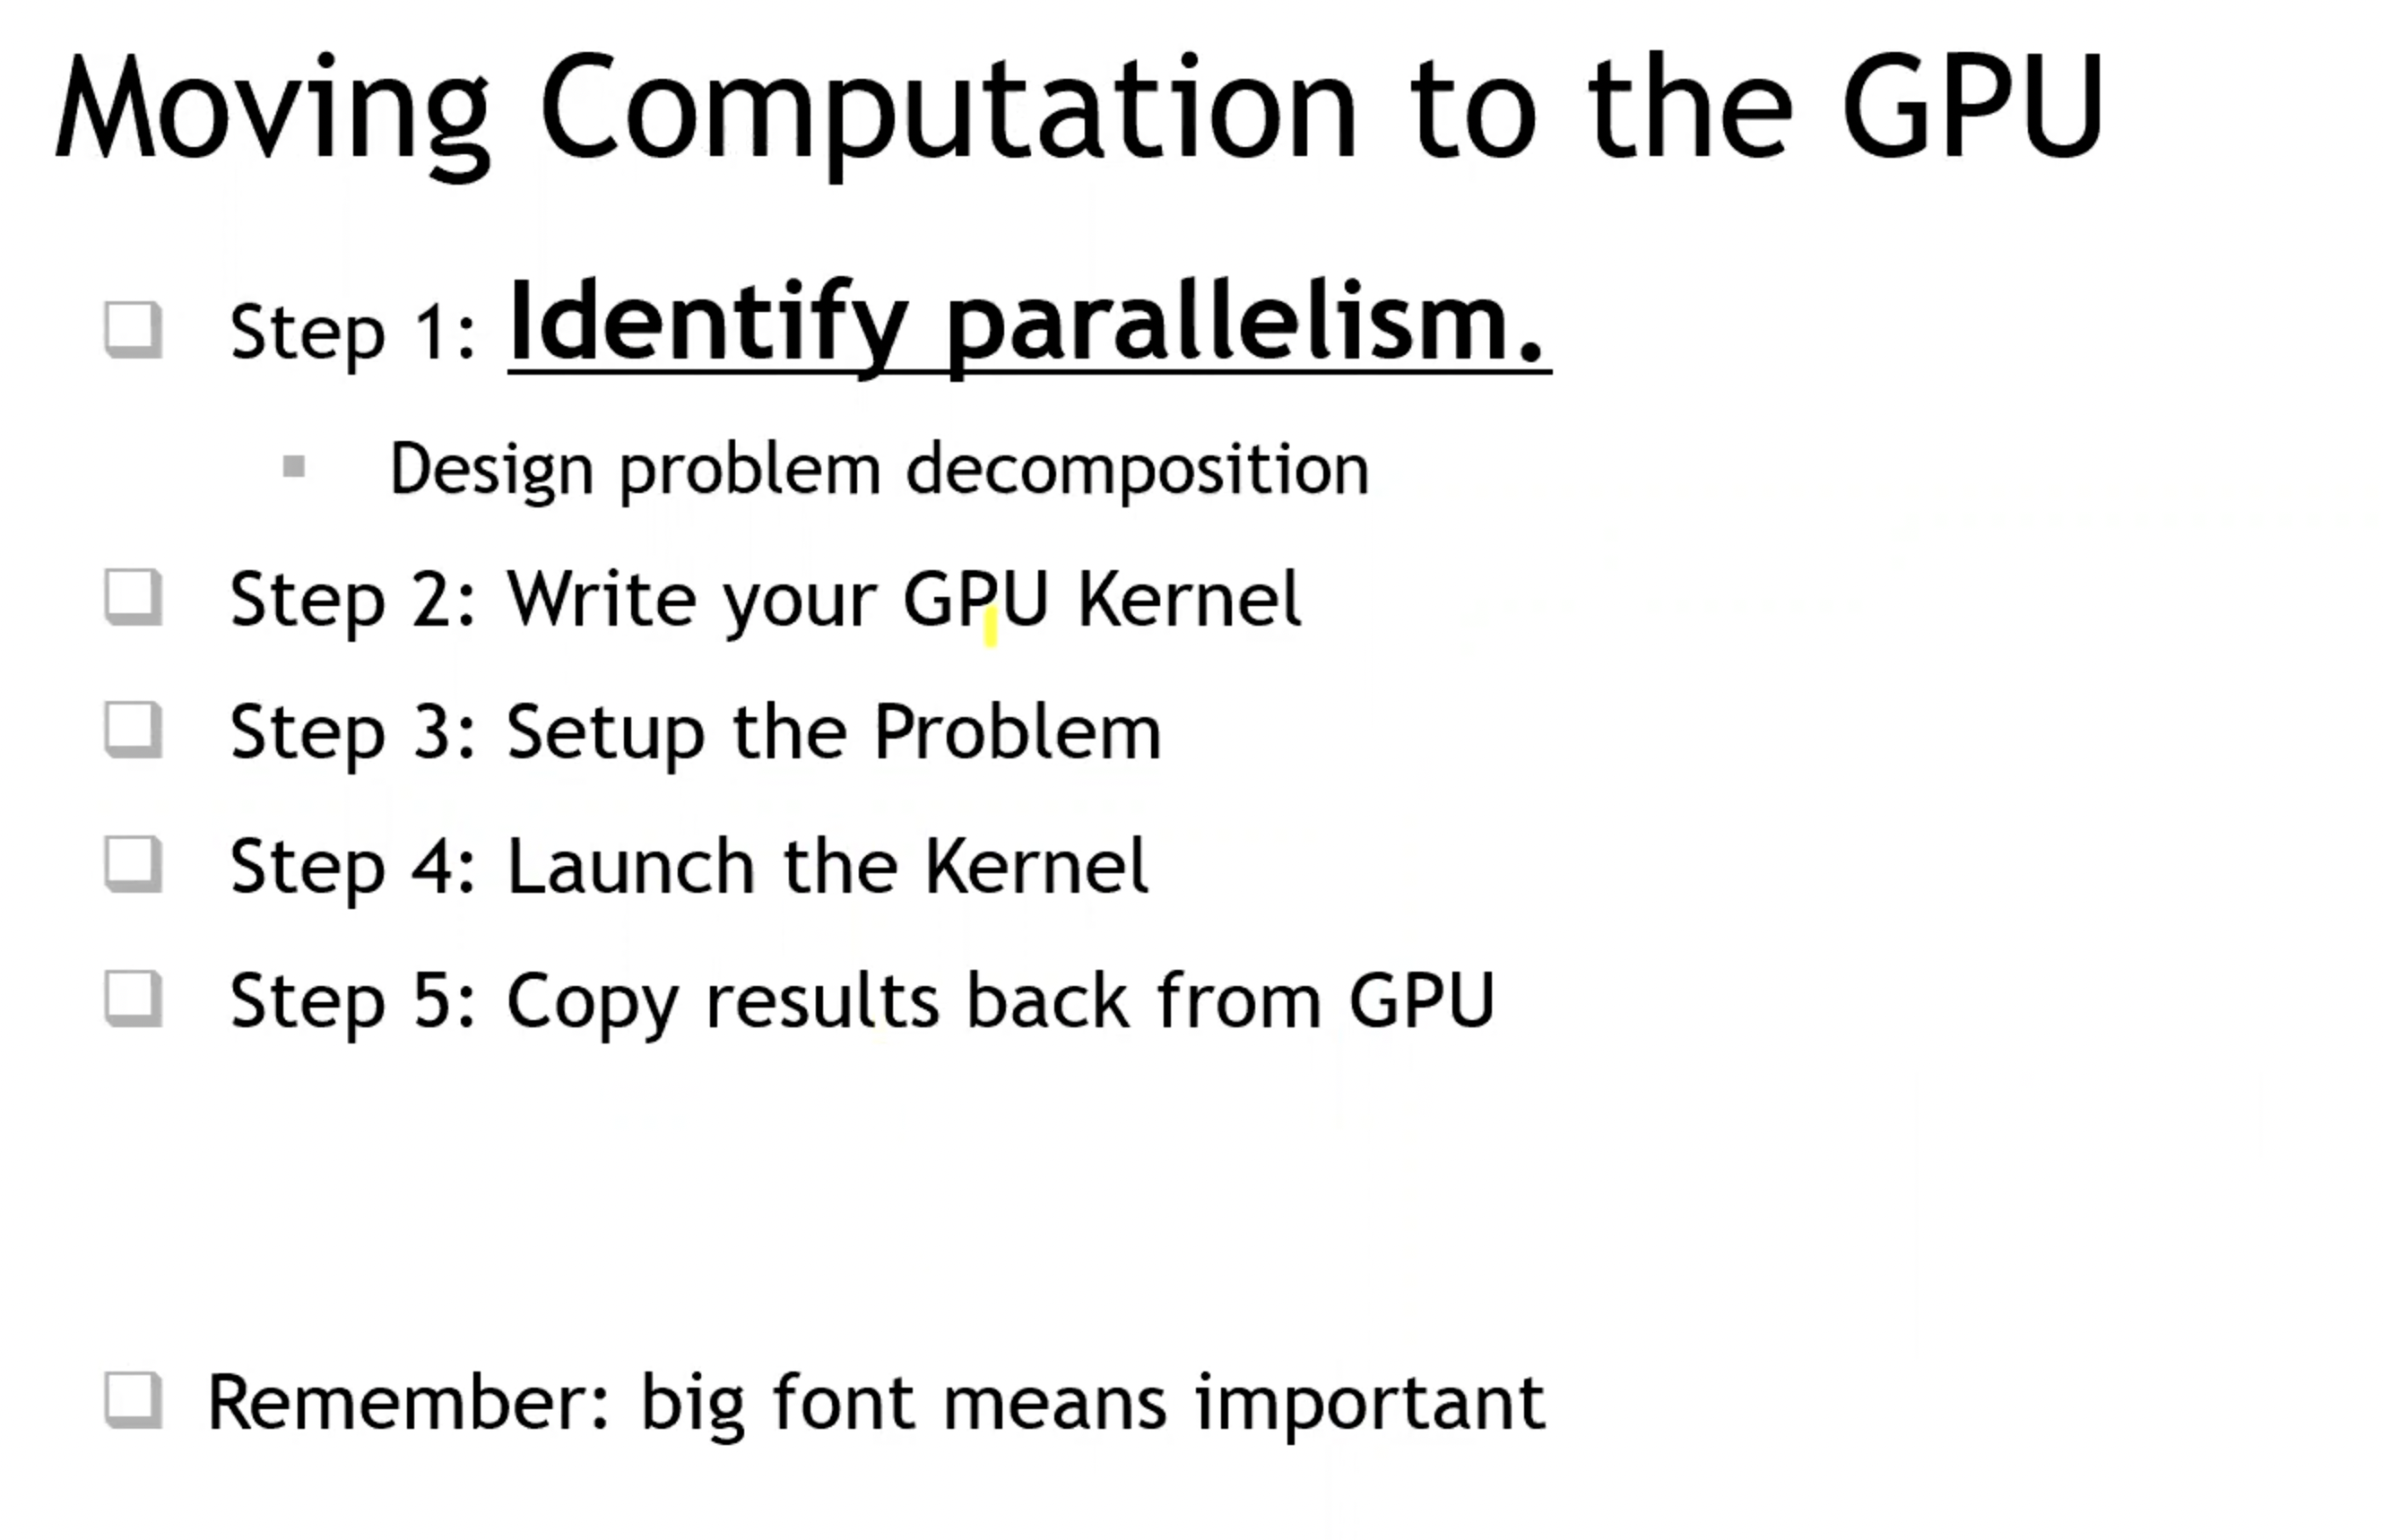 Moving Computation to the GPU
Step 1: Identify parallelism.
Design problem decomposition
Step 2: Write your GPU Kernel
Step 3: Setup the Problem
Step 4: Launch the Kernel
Step 5: Copy results back from GPU
Remember: big font means important